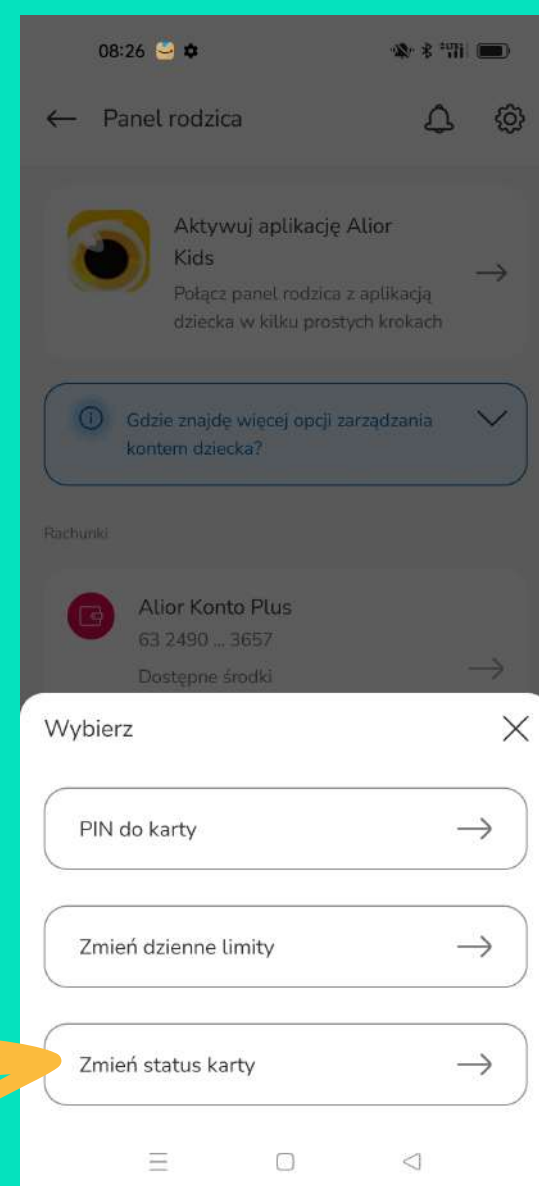 08:26
Panel rodzica
Aktywuj aplikację Alior
Kids
Połącz panel rodzica z aplikacją
dziecka w kilku prostych krokach
Gdzie znajdę więcej opcji zarządzania
kontem dziecka?
Rachunki
Alior Konto Plus
63 2490 ... 3657
Dostępne środki
Wybierz
PIN do karty
Zmień dzienne limity
Zmień status karty